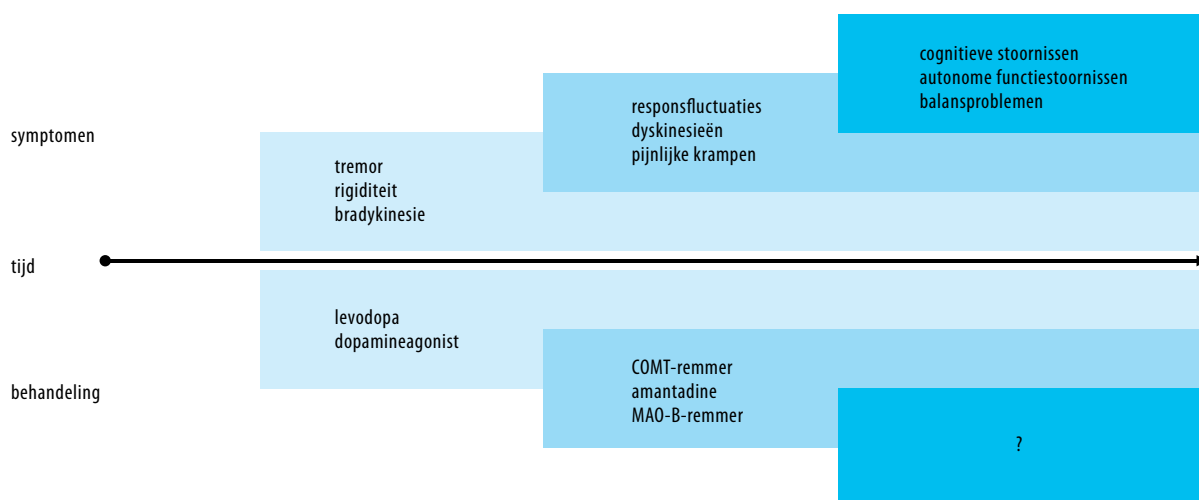 cognitieve stoornissen
autonome functiestoornissen
balansproblemen
responsfluctuaties
dyskinesieën
pijnlijke krampen
symptomen
tremor
rigiditeit
bradykinesie
tijd
levodopa
dopamineagonist
behandeling
COMT-remmer
amantadine
MAO-B-remmer
?